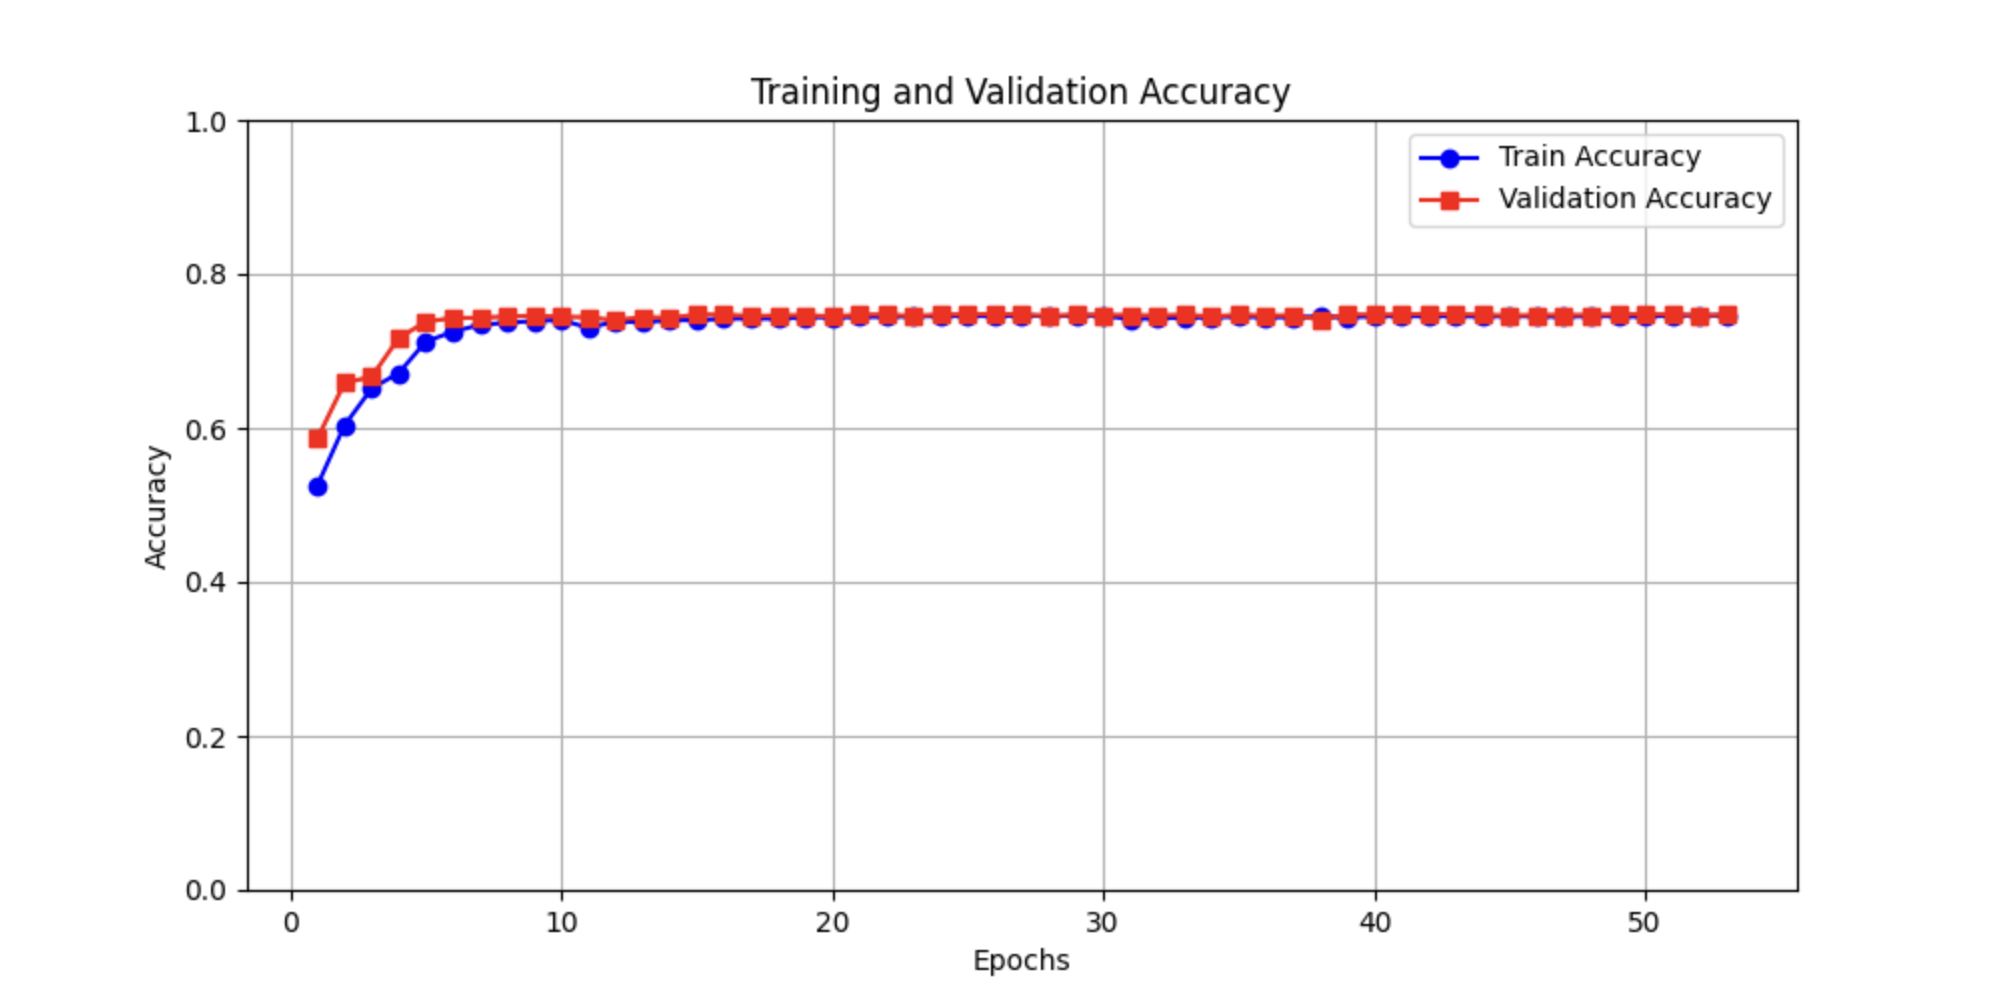 Training and Validation Accuracy
1.0
Train Accuracy
Validation Accuracy
0.8
0.6
Accuracy
0.4
0.2
0.0
0 10 20 30 40 50
Epochs